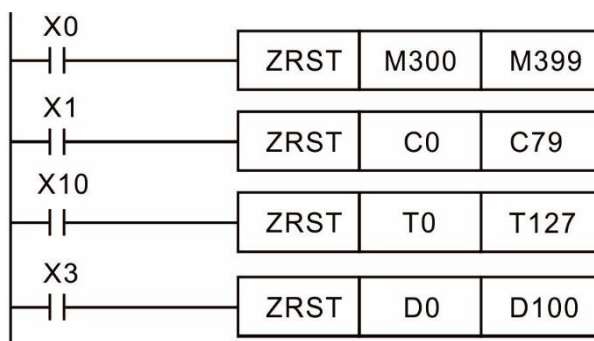 X0
ZRST M300 M399
X1
ZRST C0 C79
X10
ZRST T0 T127
X3
ZRST D0 D100